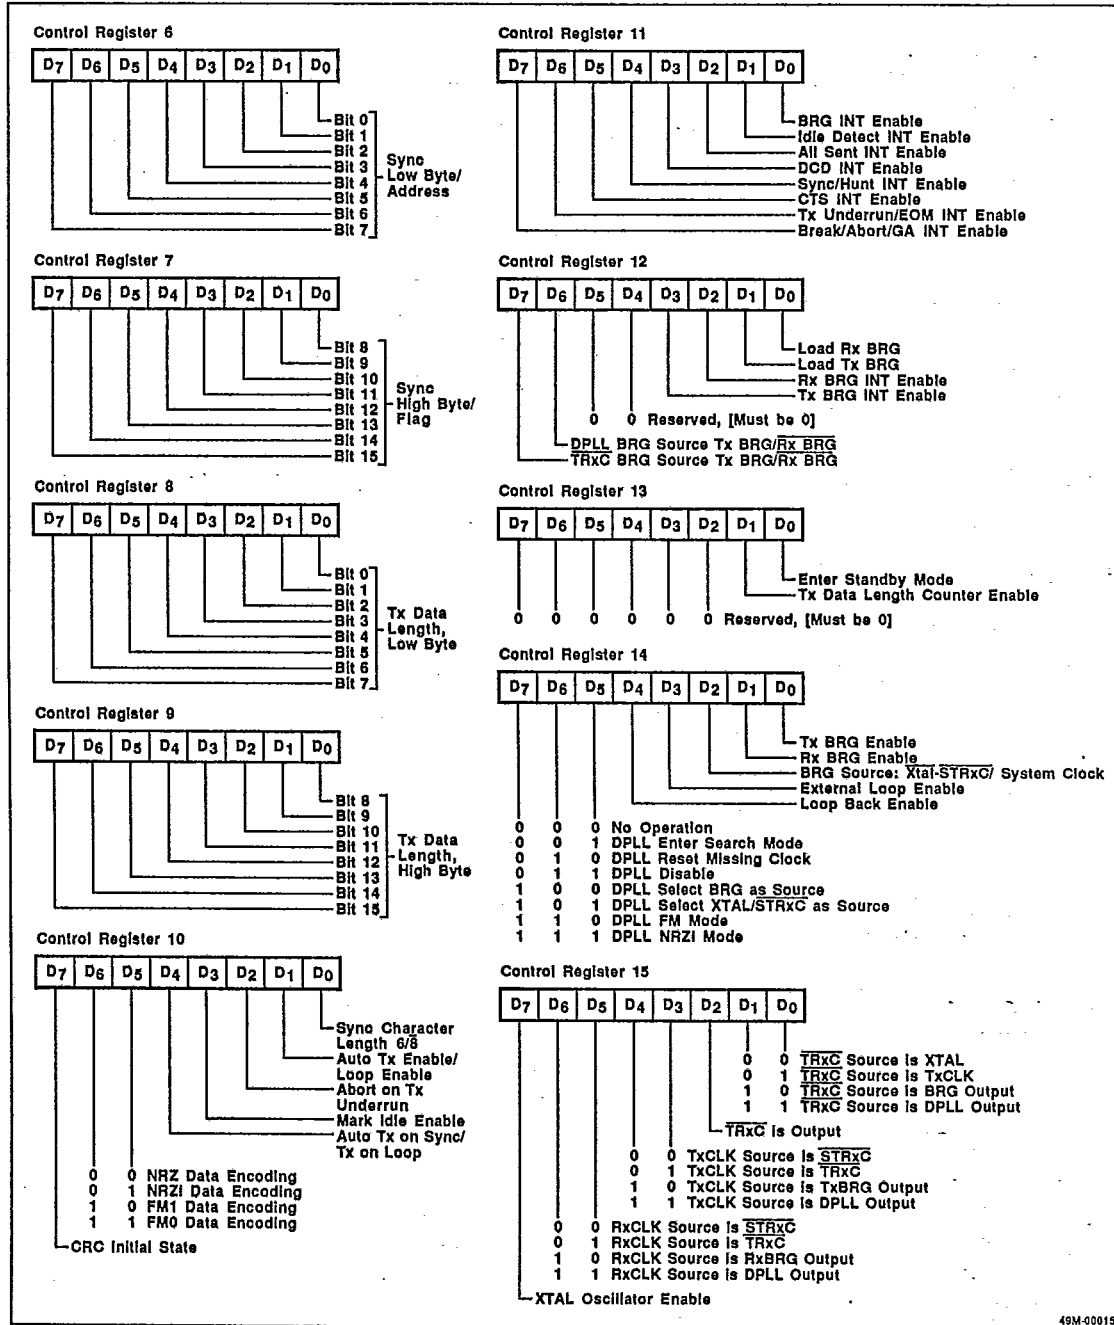 Control Register 6
D7 D6 D5 D4 D3 D2 D1 D0
Bit 0
Bit 1
Bit 2
Bit 3
Bit 4
Bit 5
Bit 6
Bit 7
Sync
Low Byte/
Address
Control Register 7
D7 D6 D5 D4 D3 D2 D1 D0
Bit 8
Bit 9
Bit 10
Bit 11
Bit 12
Bit 13
Bit 14
Bit 15
Sync
High Byte/
Flag
Control Register 8
D7 D6 D5 D4 D3 D2 D1 D0
Bit 0
Bit 1
Bit 2
Bit 3
Bit 4
Bit 5
Bit 6
Bit 7
Tx Data
Length,
Low Byte
Control Register 9
D7 D6 D5 D4 D3 D2 D1 D0
Bit 8
Bit 9
Bit 10
Bit 11
Bit 12
Bit 13
Bit 14
Bit 15
Tx Data
Length,
High Byte
Control Register 10
D7 D6 D5 D4 D3 D2 D1 D0
Sync Character
Length 6/8̅
Auto Tx Enable/
Loop Enable
Abort on Tx
Underrun
Mark Idle Enable
Auto Tx on Sync/
Tx on Loop
0 0 NRZ Data Encoding
0 1 NRZI Data Encoding
1 0 FM1 Data Encoding
1 1 FM0 Data Encoding
CRC Initial State
Control Register 11
D7 D6 D5 D4 D3 D2 D1 D0
BRG INT Enable
Idle Detect INT Enable
All Sent INT Enable
DCD INT Enable
Sync/Hunt INT Enable
CTS INT Enable
Tx Underrun/EOM INT Enable
Break/Abort/GA INT Enable
Control Register 12
D7 D6 D5 D4 D3 D2 D1 D0
Load Rx BRG
Load Tx BRG
Rx BRG INT Enable
Tx BRG INT Enable
0 0 Reserved, [Must be 0]
DPLL BRG Source Tx BRG/Rx BRG
TRxC BRG Source Tx BRG/Rx BRG
Control Register 13
D7 D6 D5 D4 D3 D2 D1 D0
Enter Standby Mode
Tx Data Length Counter Enable
0 0 0 0 0 0 Reserved, [Must be 0]
Control Register 14
D7 D6 D5 D4 D3 D2 D1 D0
Tx BRG Enable
Rx BRG Enable
BRG Source: Xtal-STRxC/ System Clock
External Loop Enable
Loop Back Enable
0 0 0 No Operation
0 0 1 DPLL Enter Search Mode
0 1 0 DPLL Reset Missing Clock
0 1 1 DPLL Disable
1 0 0 DPLL Select BRG as Source
1 0 1 DPLL Select XTAL/STRxC as Source
1 1 0 DPLL FM Mode
1 1 1 DPLL NRZI Mode
Control Register 15
D7 D6 D5 D4 D3 D2 D1 D0
0 0 TRxC Source is XTAL
0 1 TRxC Source is TxCLK
1 0 TRxC Source is BRG Output
1 1 TRxC Source is DPLL Output
TRxC is Output
0 0 TxCLK Source is STRxC
0 1 TxCLK Source is TRxC
1 0 TxCLK Source is TxBRG Output
1 1 TxCLK Source is DPLL Output
0 0 RxCLK Source is STRxC
0 1 RxCLK Source is TRxC
1 0 RxCLK Source is RxBRG Output
1 1 RxCLK Source is DPLL Output
XTAL Oscillator Enable